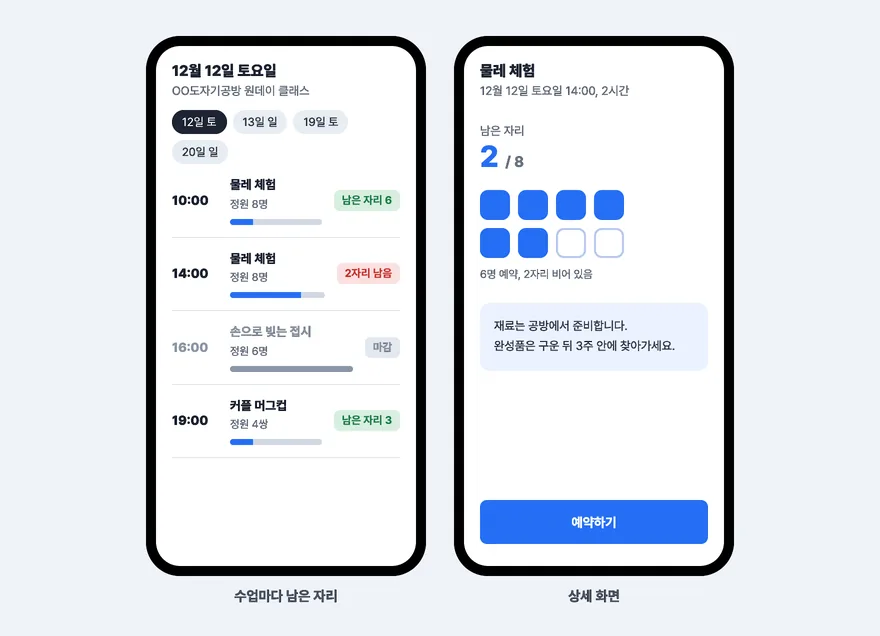 12월 12일 토요일
OO도자기공방 원데이 클래스
12일 토
13일 일
19일 토
20일 일
10:00
물레 체험
정원 8명
남은 자리 6
14:00
물레 체험
정원 8명
2자리 남음
16:00
손으로 빚는 접시
정원 6명
마감
19:00
커플 머그컵
정원 4쌍
남은 자리 3
수업마다 남은 자리
물레 체험
12월 12일 토요일 14:00, 2시간
남은 자리
2 / 8
6명 예약, 2자리 비어 있음
재료는 공방에서 준비합니다.
완성품은 구운 뒤 3주 안에 찾아가세요.
예약하기
상세 화면